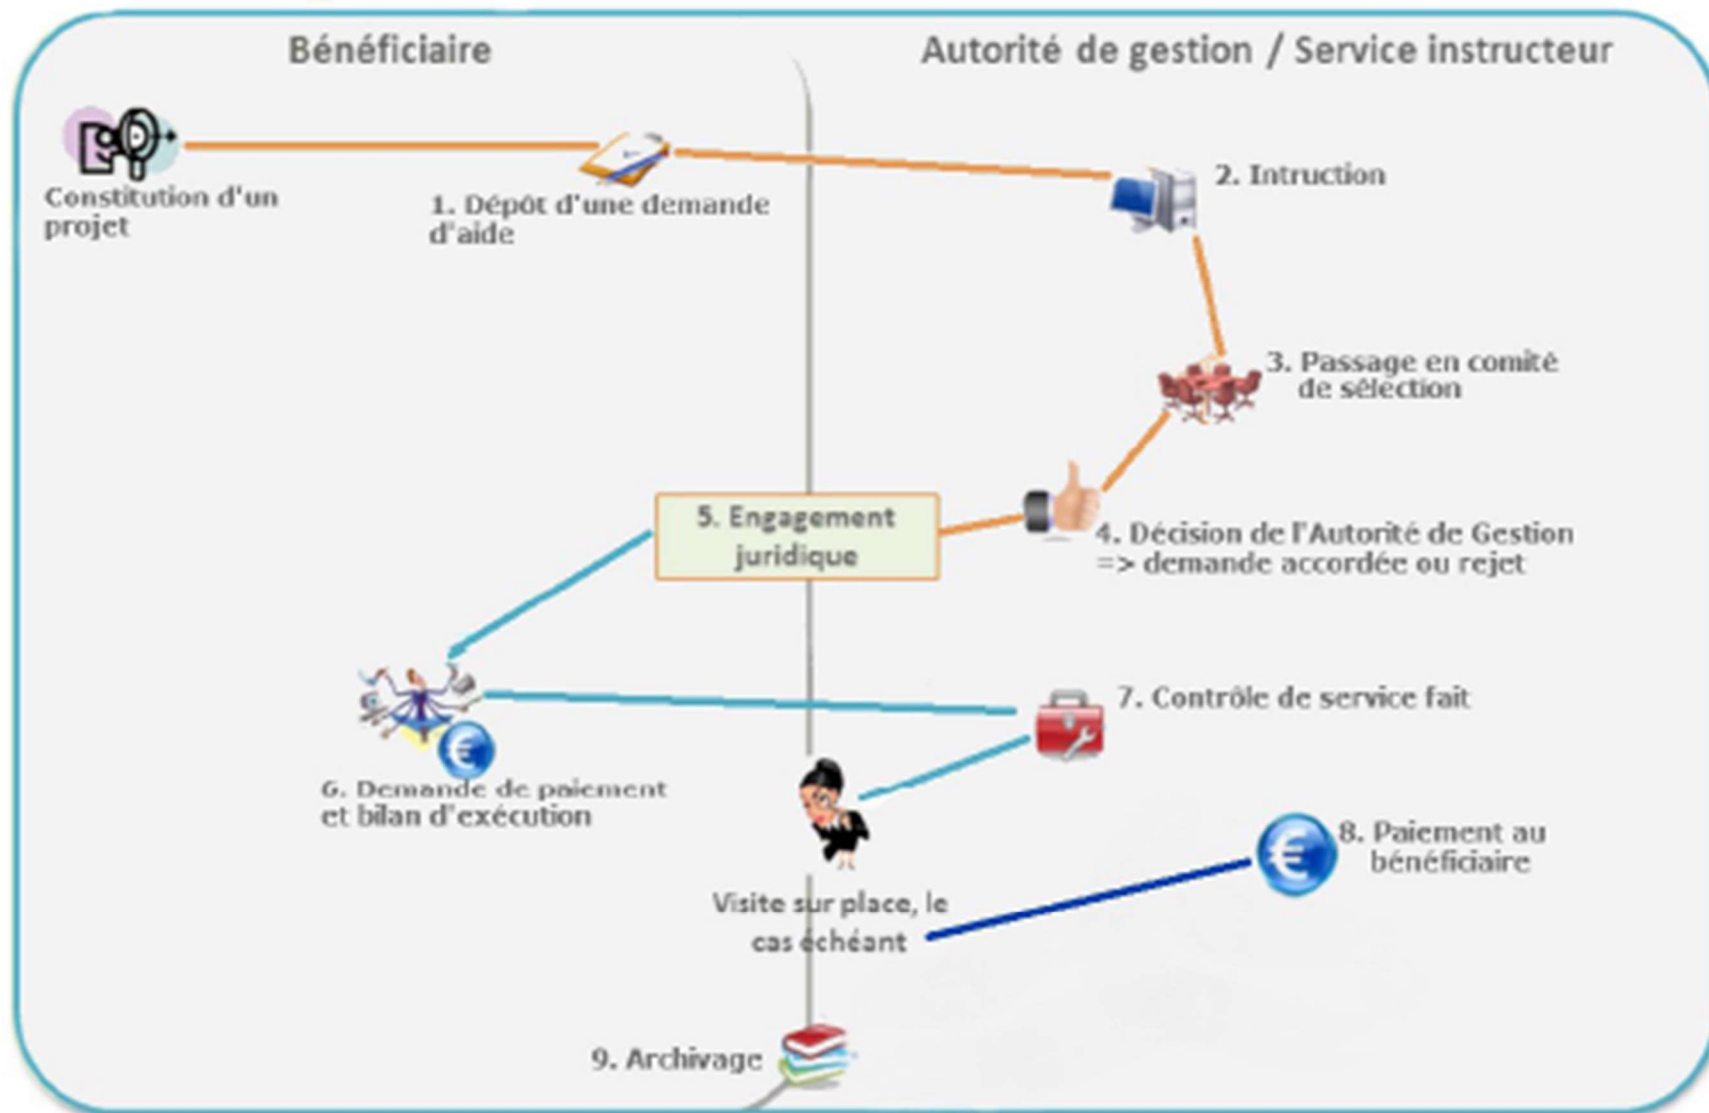 Bénéficiaire
Autorité de gestion / Service instructeur
Constitution d'un
projet
1. Dépôt d'une demande
d'aide
2. Intruction
3. Passage en comité
de sélection
4. Décision de l'Autorité de Gestion
=> demande accordée ou rejet
5. Engagement
juridique
6. Demande de paiement
et bilan d'exécution
7. Contrôle de service fait
Visite sur place, le
cas échéant
8. Paiement au
bénéficiaire
9. Archivage